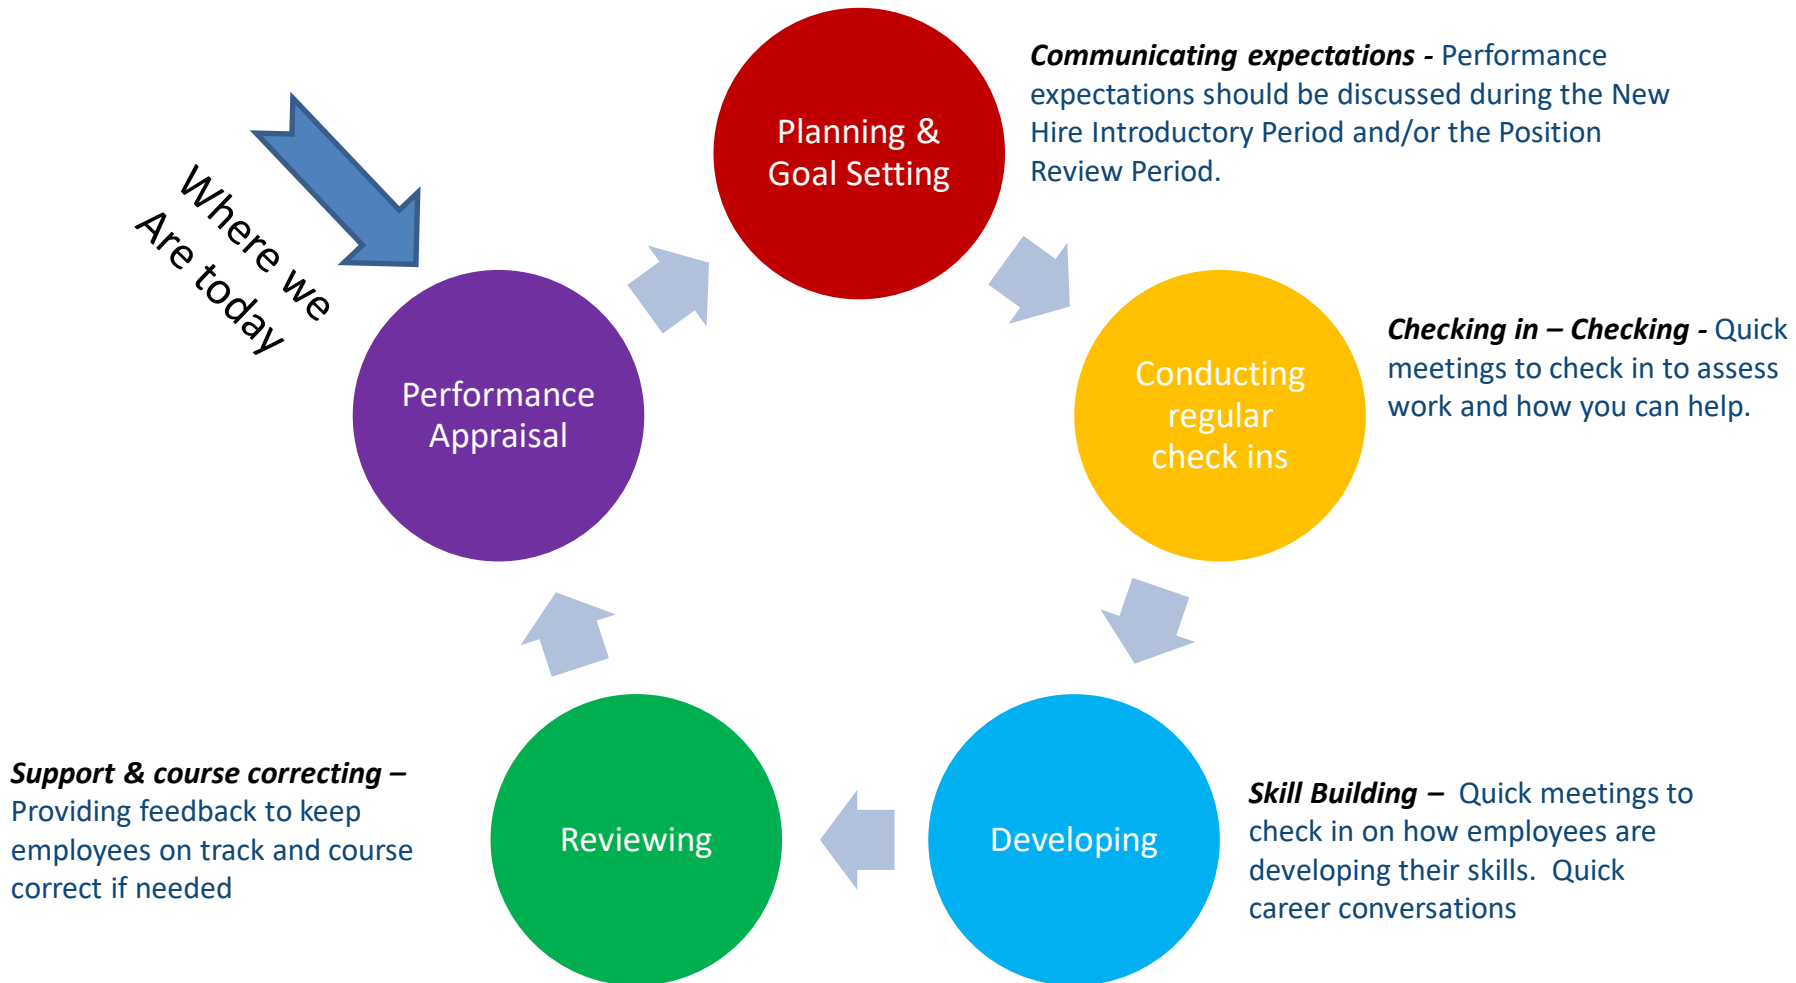 Planning &
Goal Setting
Communicating expectations - Performance
expectations should be discussed during the New
Hire Introductory Period and/or the Position
Review Period.
Where we
Are today
Performance
Appraisal
Conducting
regular
check ins
Checking in – Checking - Quick
meetings to check in to assess
work and how you can help.
Support & course correcting –
Providing feedback to keep
employees on track and course
correct if needed
Reviewing
Developing
Skill Building –  Quick meetings to
check in on how employees are
developing their skills.  Quick
career conversations